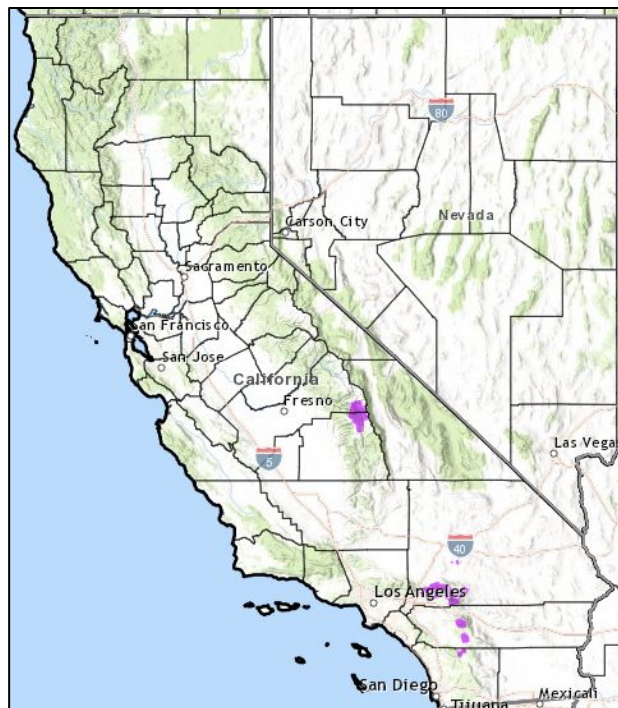 80
Carson City
Nevada
Sacramento
San Francisco
San Jose
California
Fresno
Las Vegas
5
40
Los Angeles
San Diego
Tijuana
Mexicali